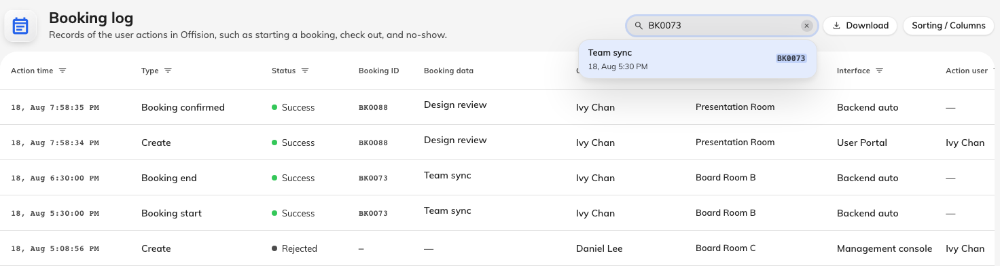 Booking log
Records of the user actions in Offision, such as starting a booking, check out, and no-show.
BK0073
Download
Sorting / Columns
Team sync
18, Aug 5:30 PM
BK0073
Action time Type Status Booking ID Booking data Interface Action user
18, Aug 7:58:35 PM Booking confirmed Success BK0088 Design review Ivy Chan Presentation Room Backend auto —
18, Aug 7:58:34 PM Create Success BK0088 Design review Ivy Chan Presentation Room User Portal Ivy Chan
18, Aug 6:30:00 PM Booking end Success BK0073 Team sync Ivy Chan Board Room B Backend auto —
18, Aug 5:30:00 PM Booking start Success BK0073 Team sync Ivy Chan Board Room B Backend auto —
18, Aug 5:08:56 PM Create Rejected – — Daniel Lee Board Room C Management console Ivy Chan